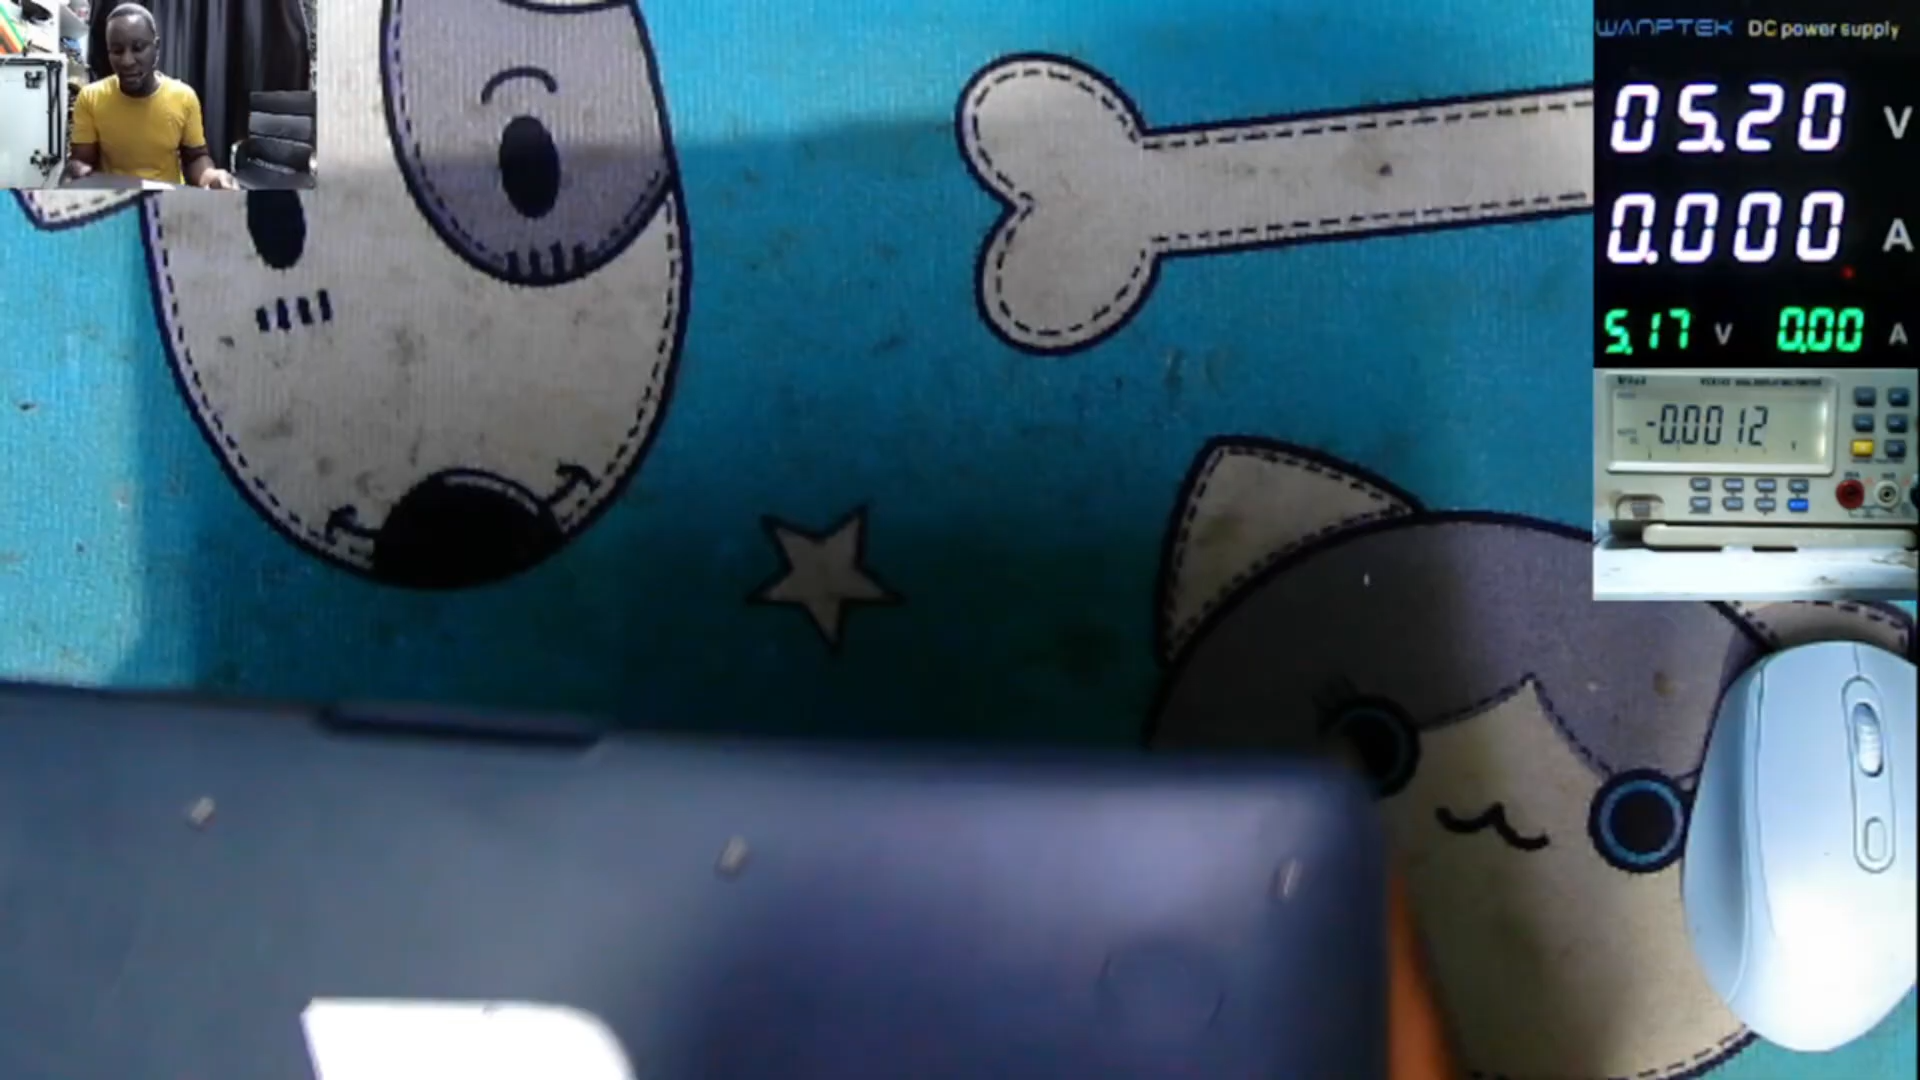 WANPTEK DC power supply
05.20 V
0.000 A
5.17 V 0.00 A
-0.0012 V